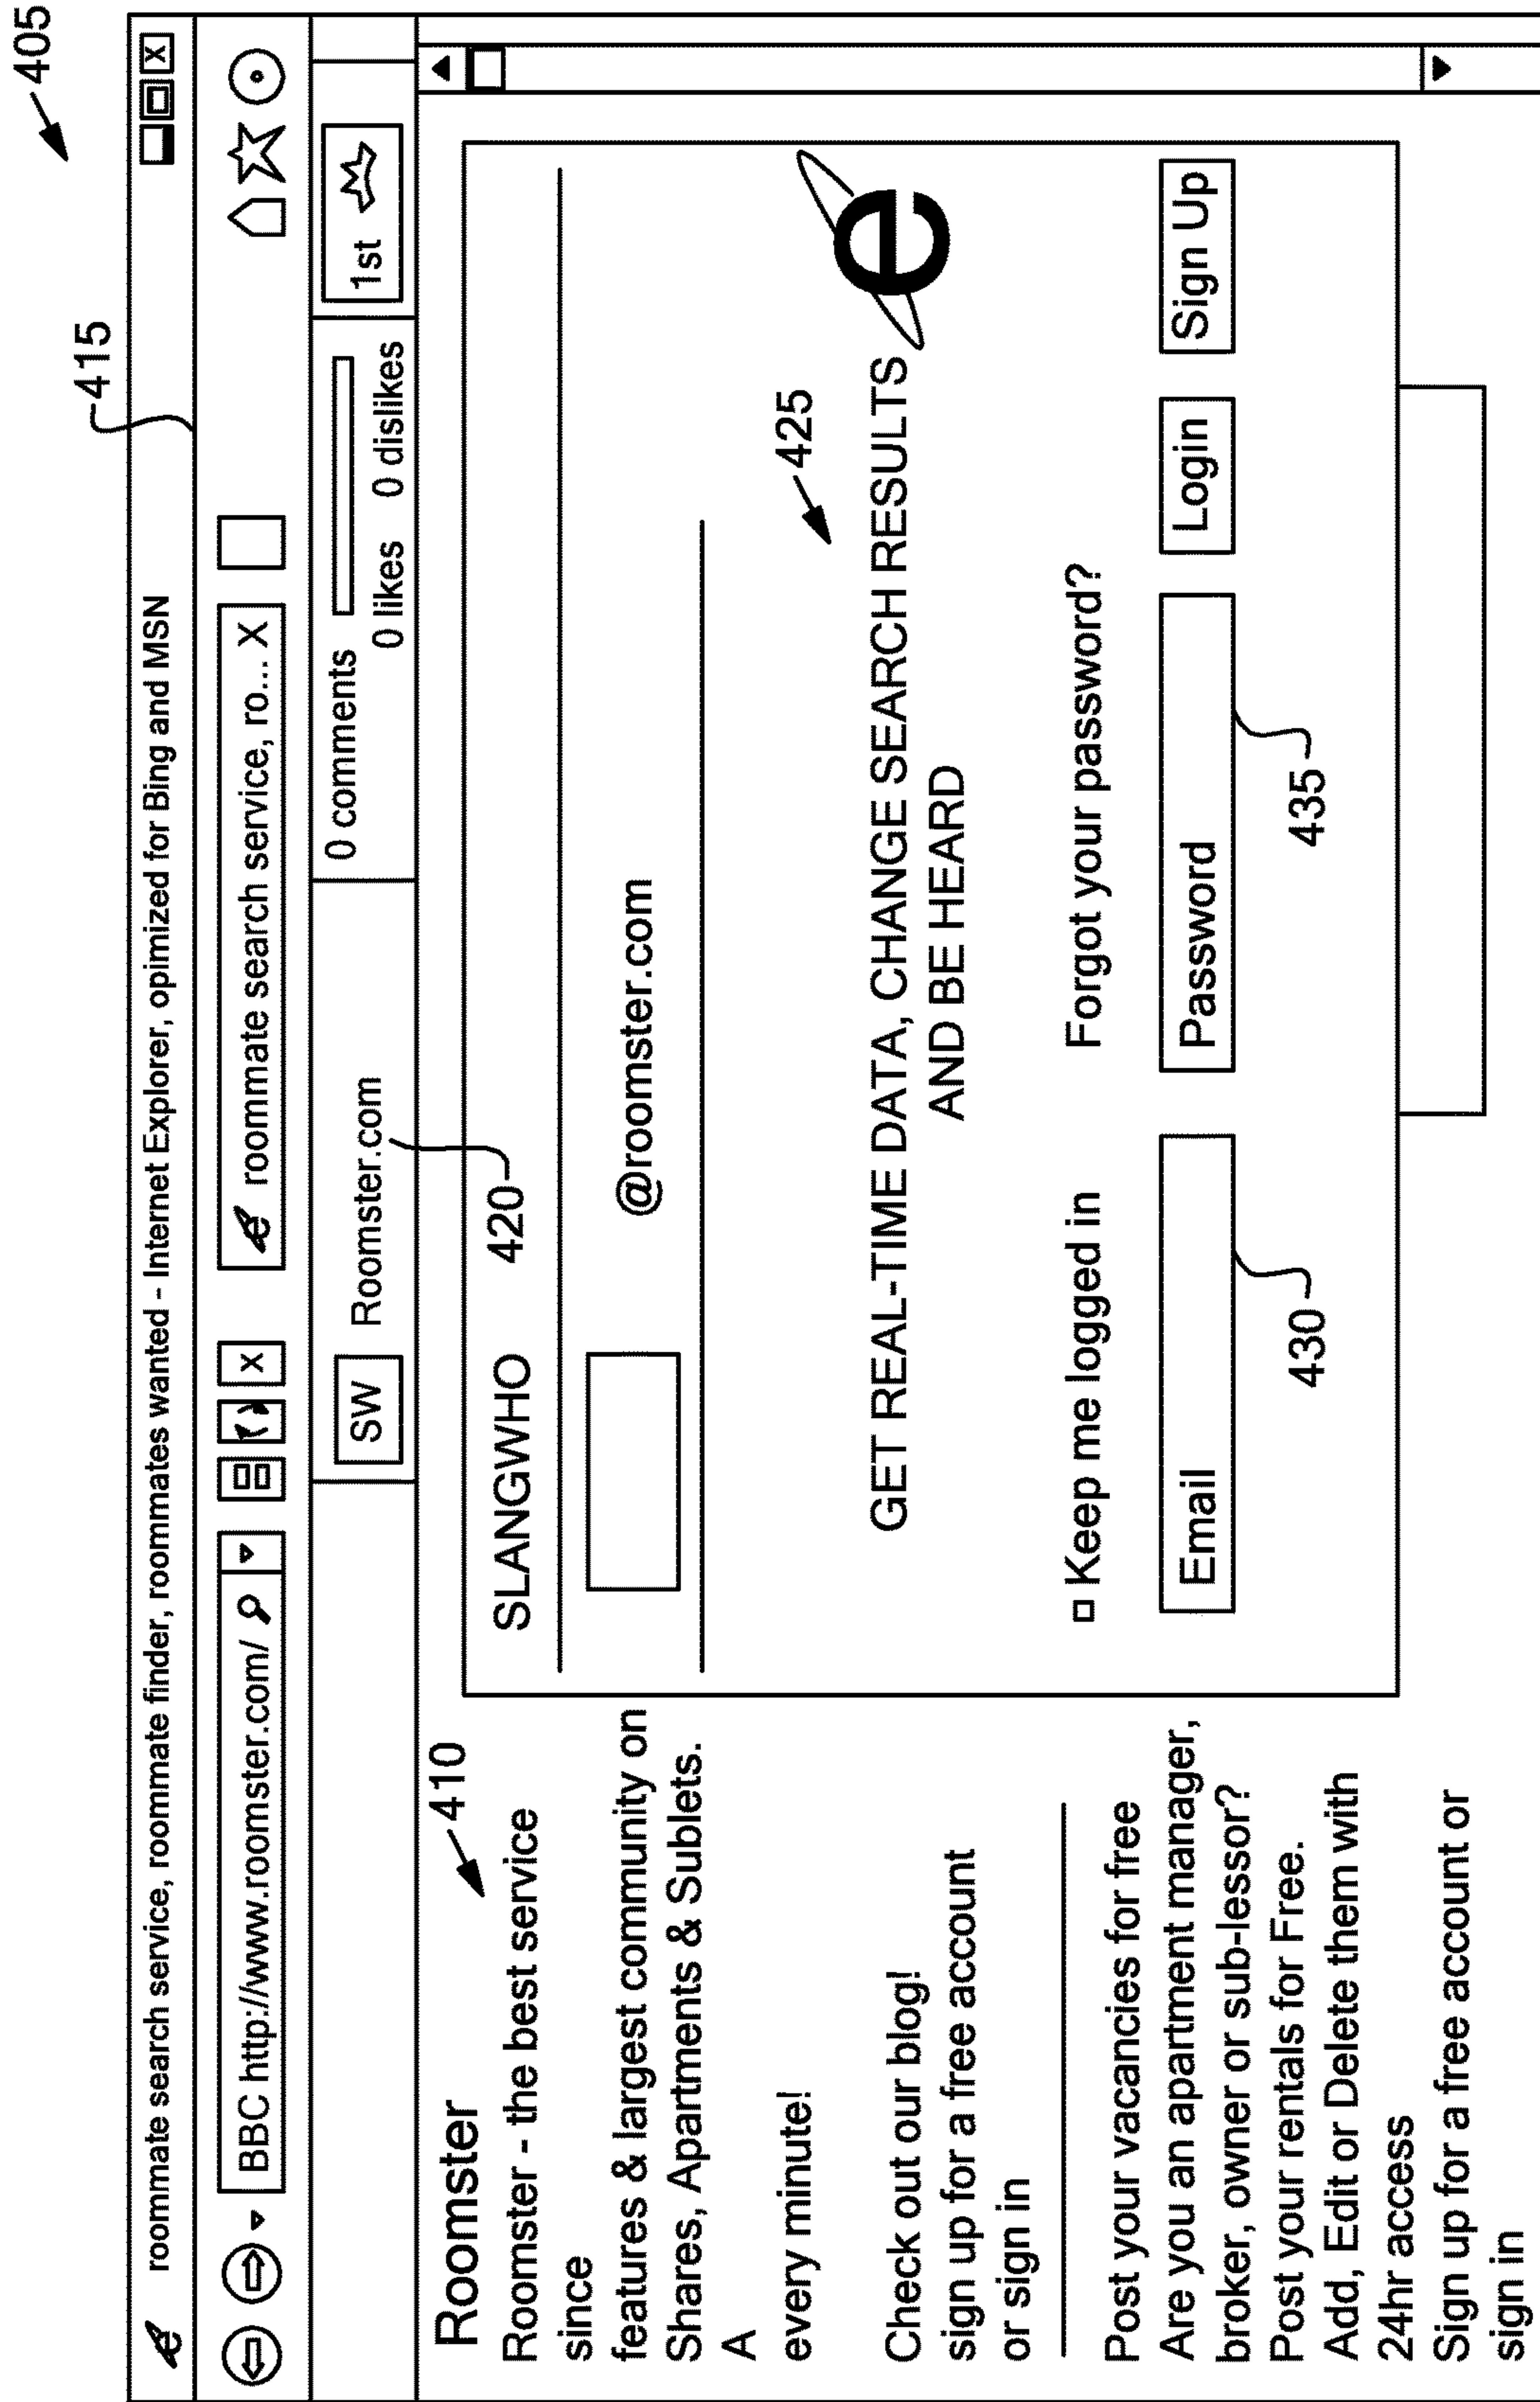 405
415
roommate search service, roommate finder, roommates wanted - Internet Explorer, opimized for Bing and MSN
X
BBC http://www.roomster.com/
X
roommate search service, ro... X
SW
Roomster.com
0 comments
0 likes 0 dislikes
1st
410
Roomster
Roomster - the best service
since
features & largest community on
Shares, Apartments & Sublets.
A
every minute!
Check out our blog!
sign up for a free account
or sign in
Post your vacancies for free
Are you an apartment manager,
broker, owner or sub-lessor?
Post your rentals for Free.
Add, Edit or Delete them with
24hr access
Sign up for a free account or
sign in
SLANGWHO
420
@roomster.com
425
GET REAL-TIME DATA, CHANGE SEARCH RESULTS
AND BE HEARD
e
Keep me logged in
Forgot your password?
Email
Password
Login
Sign Up
430
435